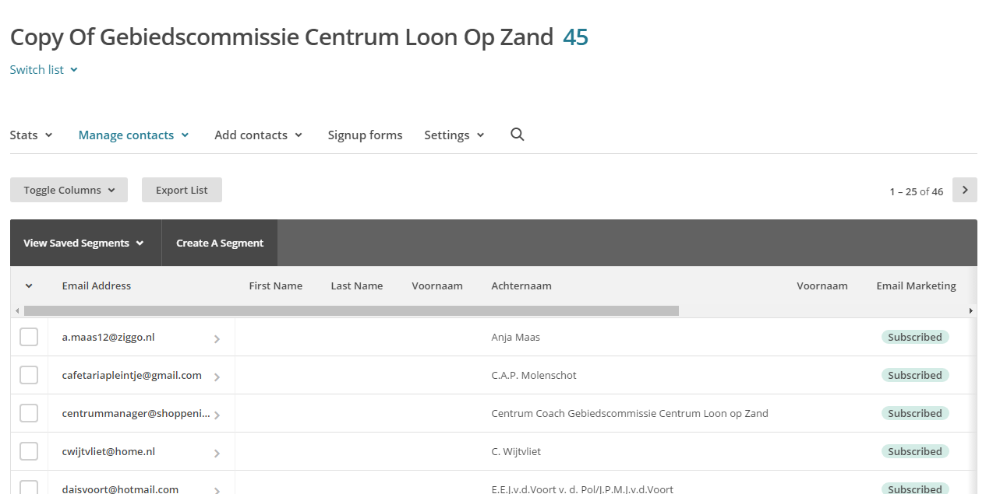 Copy Of Gebiedscommissie Centrum Loon Op Zand 45
Switch list
Stats Manage contacts Add contacts Signup forms Settings
Toggle Columns Export List 1 – 25 of 46
View Saved Segments Create A Segment
Email Address First Name Last Name Voornaam Achternaam Voornaam Email Marketing
a.maas12@ziggo.nl Anja Maas Subscribed
cafetariapleintje@gmail.com C.A.P. Molenschot Subscribed
centrummanager@shoppeni... Centrum Coach Gebiedscommissie Centrum Loon op Zand Subscribed
cwijtvliet@home.nl C. Wijtvliet Subscribed
daisvoort@hotmail.com E.E.J.v.d.Voort v. d. Pol/J.P.M.J.v.d.Voort Subscribed